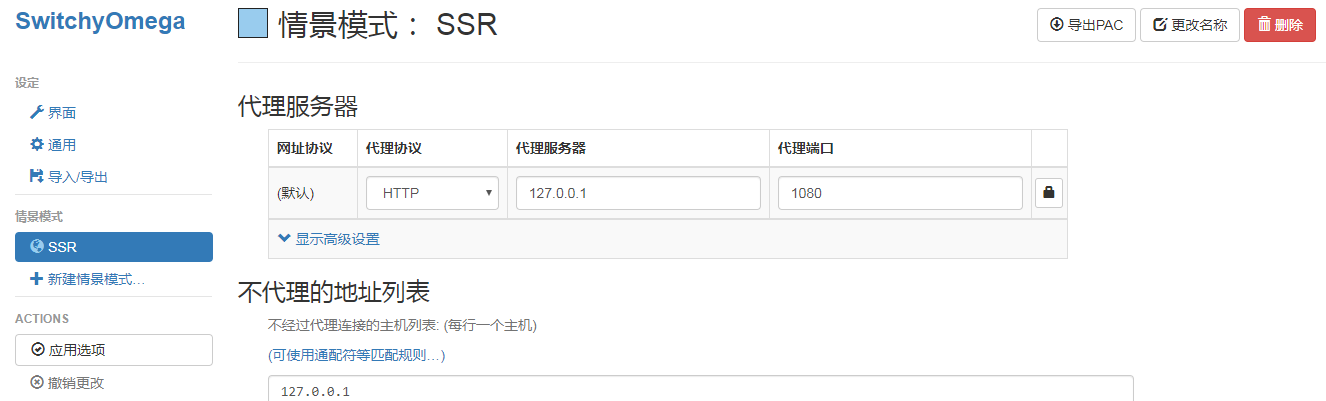 SwitchyOmega
设定
界面
通用
导入/导出
情景模式
SSR
新建情景模式...
ACTIONS
应用选项
撤销更改
情景模式： SSR
导出PAC 更改名称 删除
代理服务器
网址协议 代理协议 代理服务器 代理端口
(默认) HTTP 127.0.0.1 1080
显示高级设置
不代理的地址列表
不经过代理连接的主机列表: (每行一个主机)
(可使用通配符等匹配规则...)
127.0.0.1